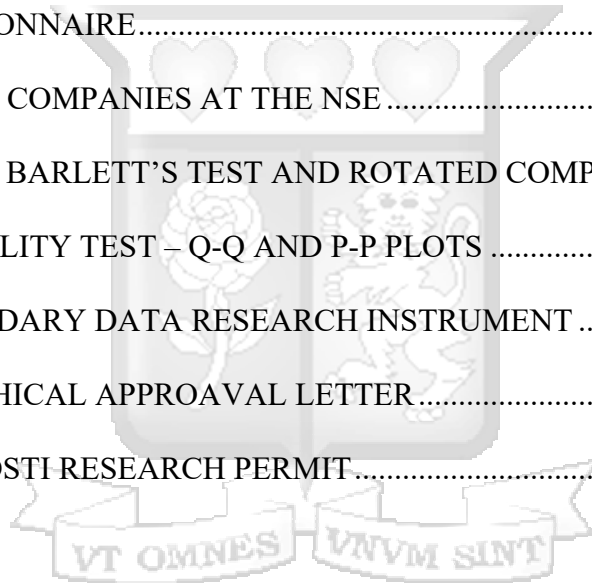 ONNAIRE
COMPANIES AT THE NSE
BARLETT’S TEST AND ROTATED COMP
LITY TEST – Q-Q AND P-P PLOTS
DARY DATA RESEARCH INSTRUMENT
HICAL APPROAVAL LETTER
OSTI RESEARCH PERMIT
VT OMNES VNVM SINT